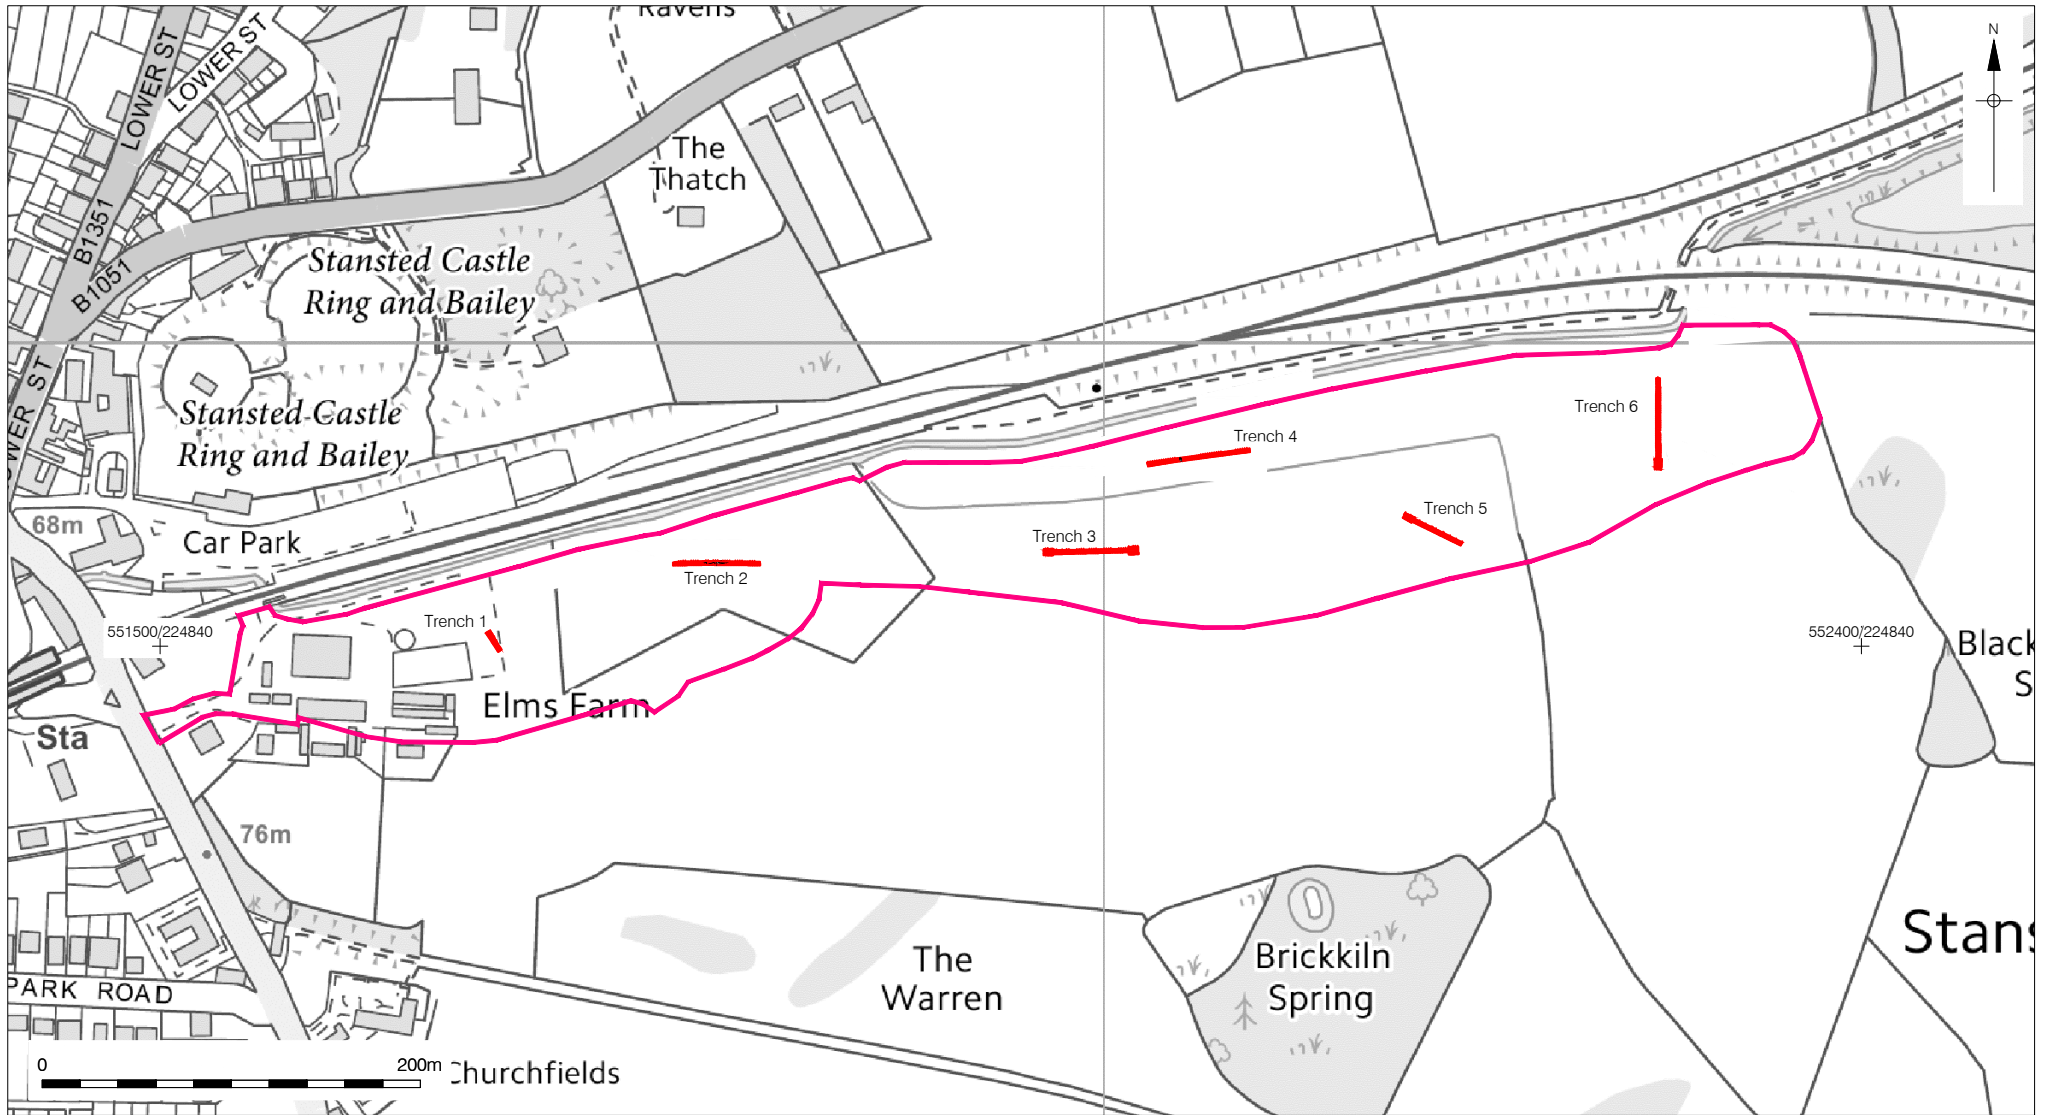 Ravens
N
LOWER ST
LOWER ST
The
Thatch
B1351
B1051
Stansted Castle
Ring and Bailey
LOWER ST
Stansted Castle
Ring and Bailey
Trench 6
Trench 4
Trench 5
68m
Car Park
Trench 3
Trench 2
Trench 1
551500/224840
552400/224840
Black
S
Elms Farm
Sta
76m
Stans
The
Warren
Brickkiln
Spring
PARK ROAD
0
200m
Churchfields